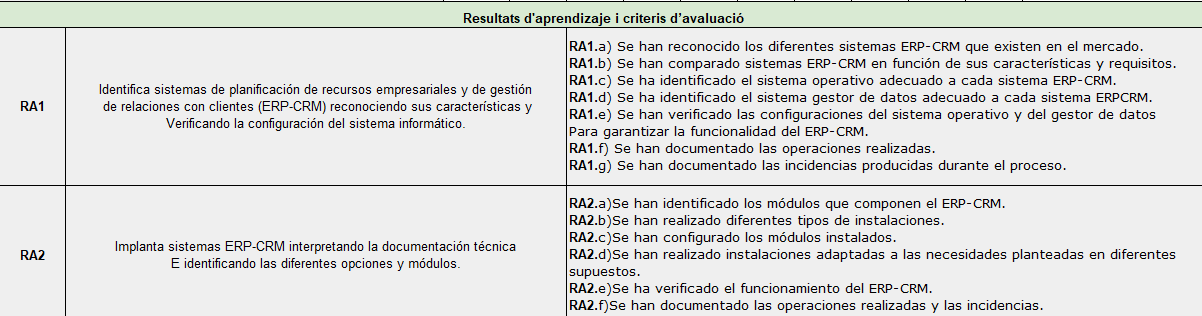 Resultats d'aprendizaje i criteris d’avaluació
RA1
Identifica sistemas de planificación de recursos empresariales y de gestión
de relaciones con clientes (ERP-CRM) reconociendo sus características y
Verificando la configuración del sistema informático.
RA1.a) Se han reconocido los diferentes sistemas ERP-CRM que existen en el mercado.
RA1.b) Se han comparado sistemas ERP-CRM en función de sus características y requisitos.
RA1.c) Se ha identificado el sistema operativo adecuado a cada sistema ERP-CRM.
RA1.d) Se ha identificado el sistema gestor de datos adecuado a cada sistema ERPCRM.
RA1.e) Se han verificado las configuraciones del sistema operativo y del gestor de datos
Para garantizar la funcionalidad del ERP-CRM.
RA1.f) Se han documentado las operaciones realizadas.
RA1.g) Se han documentado las incidencias producidas durante el proceso.
RA2
Implanta sistemas ERP-CRM interpretando la documentación técnica
E identificando las diferentes opciones y módulos.
RA2.a)Se han identificado los módulos que componen el ERP-CRM.
RA2.b)Se han realizado diferentes tipos de instalaciones.
RA2.c)Se han configurado los módulos instalados.
RA2.d)Se han realizado instalaciones adaptadas a las necesidades planteadas en diferentes
supuestos.
RA2.e)Se ha verificado el funcionamiento del ERP-CRM.
RA2.f)Se han documentado las operaciones realizadas y las incidencias.